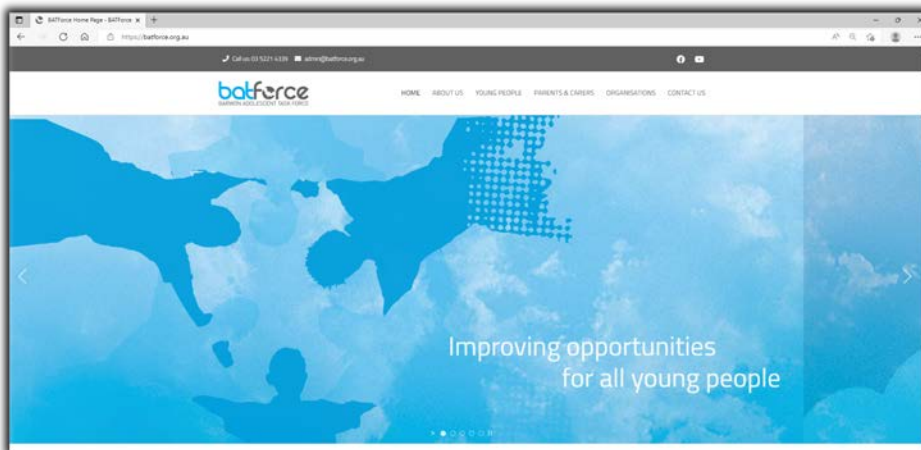 BATForce Home Page - BATForce
https://batforce.org.au
Call us 03 5221 4339 admin@batforce.org.au
batforce
BARWON ADOLESCENT TASK FORCE
HOME ABOUT US YOUNG PEOPLE PARENTS & CARERS ORGANISATIONS CONTACT US
Improving opportunities
for all young people